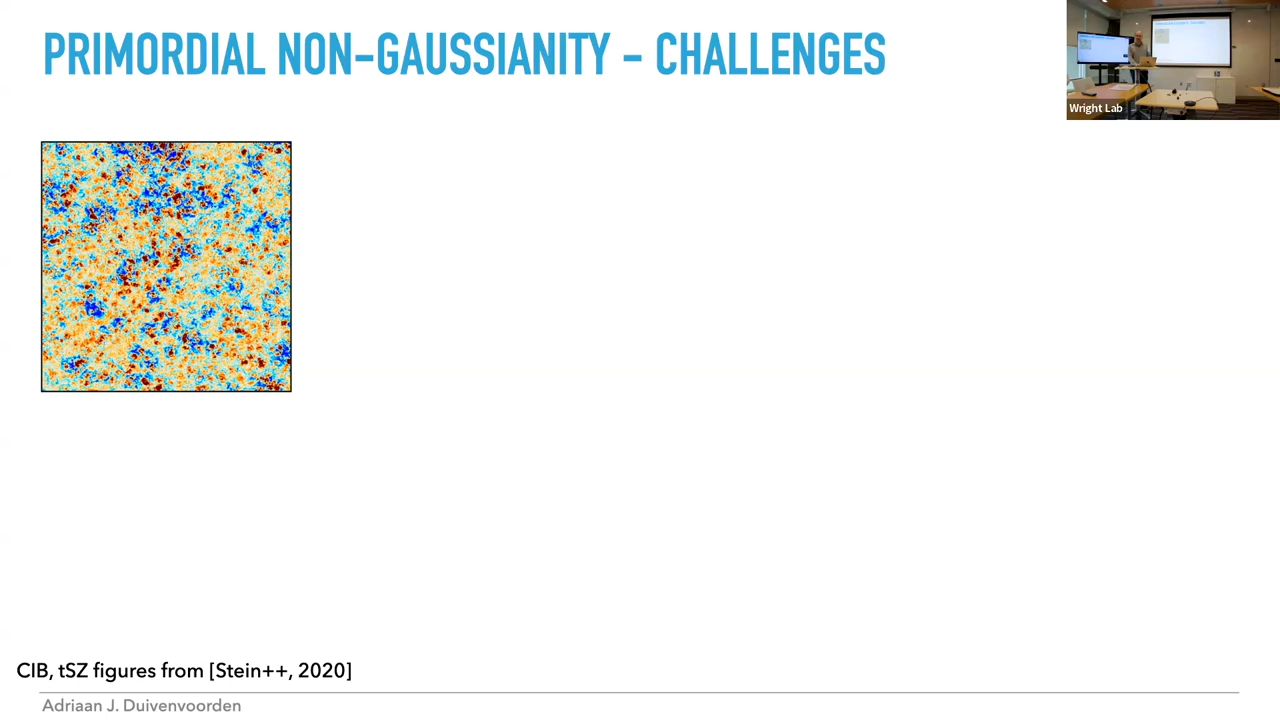 PRIMORDIAL NON-GAUSSIANITY - CHALLENGES
Wright Lab
CIB, tSZ figures from [Stein++, 2020]
Adriaan J. Duivenvoorden